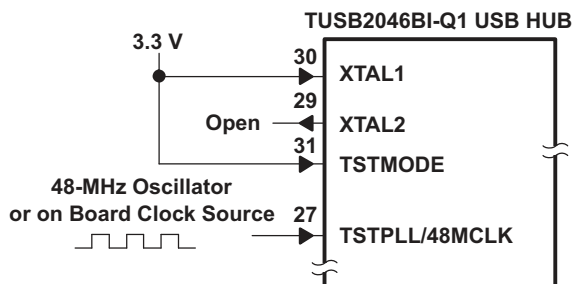 TUSB2046BI-Q1 USB HUB
3.3 V
30
XTAL1
29
Open
XTAL2
31
TSTMODE
48-MHz Oscillator
or on Board Clock Source
27
TSTPLL/48MCLK